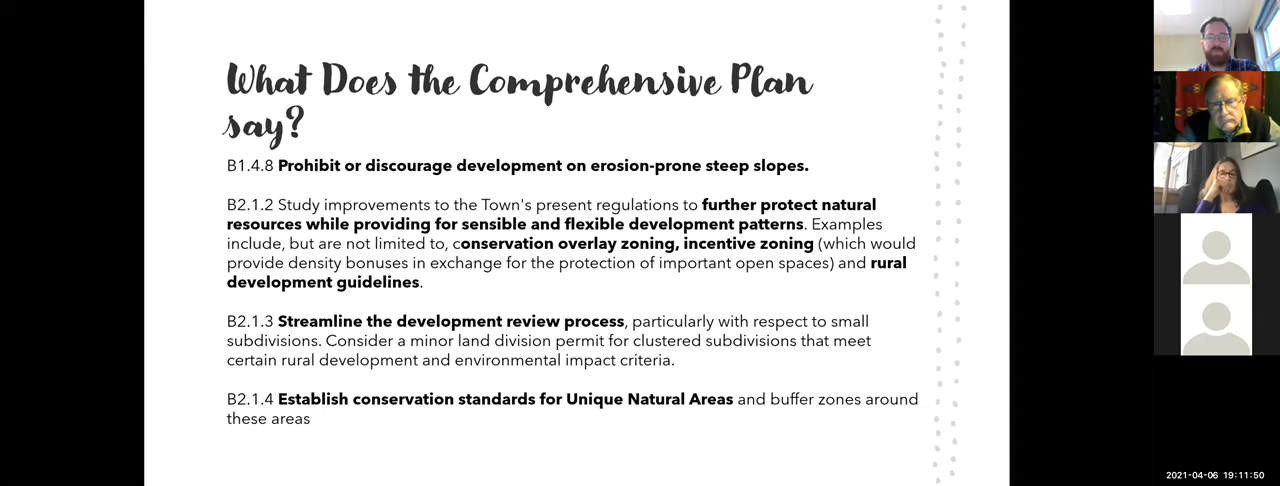 What Does the Comprehensive Plan
say?
B1.4.8 Prohibit or discourage development on erosion-prone steep slopes.
B2.1.2 Study improvements to the Town's present regulations to further protect natural
resources while providing for sensible and flexible development patterns. Examples
include, but are not limited to, conservation overlay zoning, incentive zoning (which would
provide density bonuses in exchange for the protection of important open spaces) and rural
development guidelines.
B2.1.3 Streamline the development review process, particularly with respect to small
subdivisions. Consider a minor land division permit for clustered subdivisions that meet
certain rural development and environmental impact criteria.
B2.1.4 Establish conservation standards for Unique Natural Areas and buffer zones around
these areas
2021-04-06 19:11:50